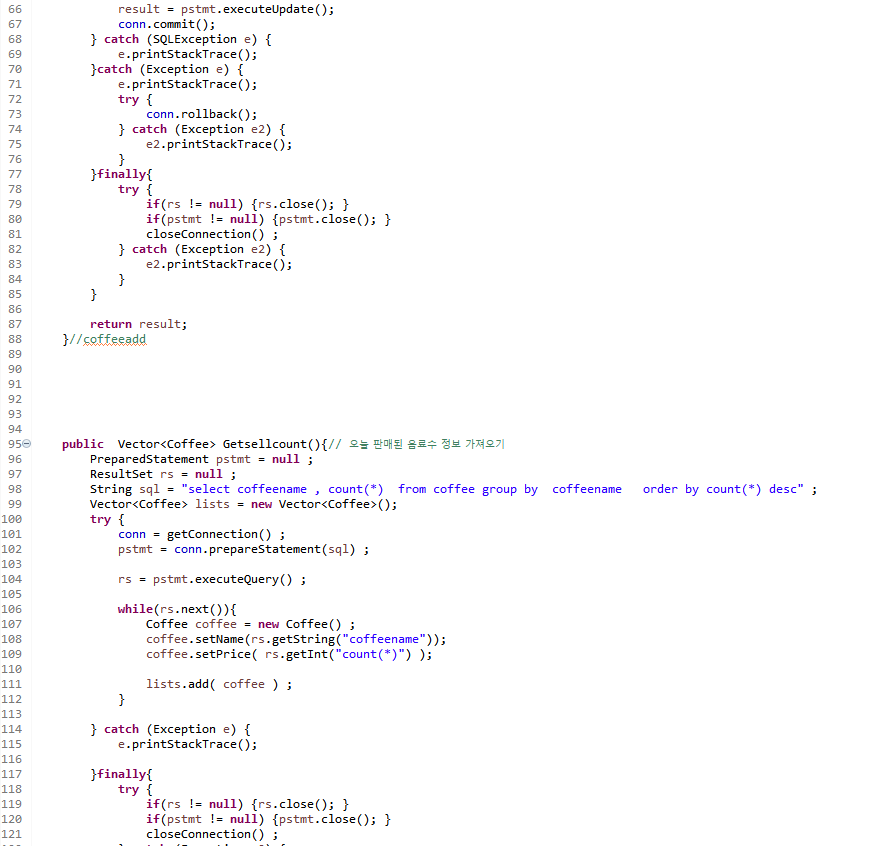 66 result = pstmt.executeUpdate();
67 conn.commit();
68 } catch (SQLException e) {
69 e.printStackTrace();
70 }catch (Exception e) {
71 e.printStackTrace();
72 try {
73 conn.rollback();
74 } catch (Exception e2) {
75 e2.printStackTrace();
76 }
77 }finally{
78 try {
79 if(rs != null) {rs.close(); }
80 if(pstmt != null) {pstmt.close(); }
81 closeConnection() ;
82 } catch (Exception e2) {
83 e2.printStackTrace();
84 }
85 }
86
87 return result;
88 }//coffeeadd
89
90
91
92
93
94
95 public  Vector<Coffee> Getsellcount(){// 오늘 판매된 음료수 정보 가져오기
96 PreparedStatement pstmt = null ;
97 ResultSet rs = null ;
98 String sql = "select coffeename , count(*)  from coffee group by  coffeename   order by count(*) desc" ;
99 Vector<Coffee> lists = new Vector<Coffee>();
100 try {
101 conn = getConnection() ;
102 pstmt = conn.prepareStatement(sql) ;
103
104 rs = pstmt.executeQuery() ;
105
106 while(rs.next()){
107 Coffee coffee = new Coffee() ;
108 coffee.setName(rs.getString("coffeename"));
109 coffee.setPrice( rs.getInt("count(*)") );
110
111 lists.add( coffee ) ;
112 }
113
114 } catch (Exception e) {
115 e.printStackTrace();
116
117 }finally{
118 try {
119 if(rs != null) {rs.close(); }
120 if(pstmt != null) {pstmt.close(); }
121 closeConnection() ;